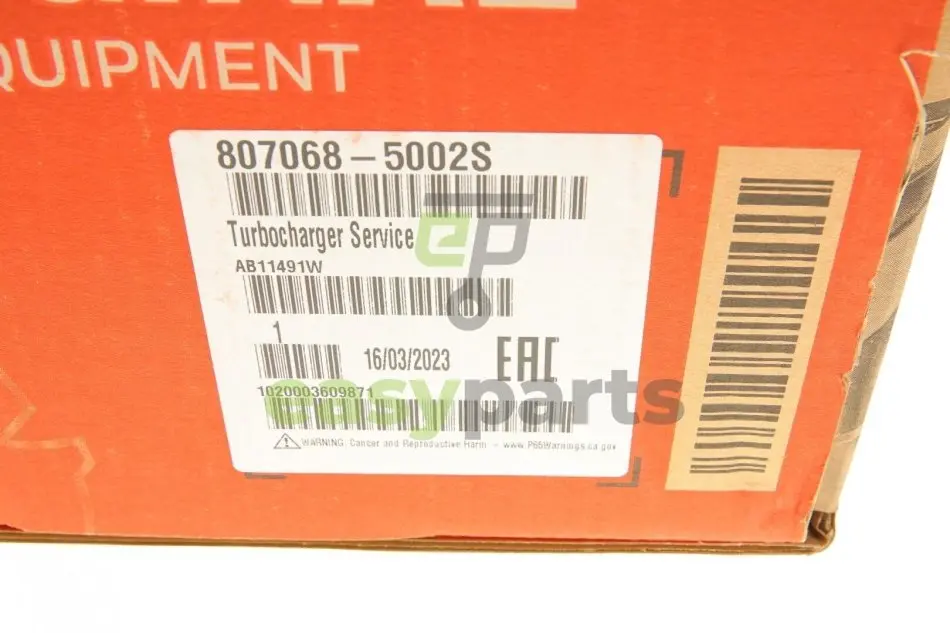 QUIPMENT
807068-5002S
Turbocharger Service
AB11491W
1
16/03/2023
EAC
1020003609871
WARNING: Cancer and Reproductive Harm - www.P65Warnings.ca.gov
ep
easyparts